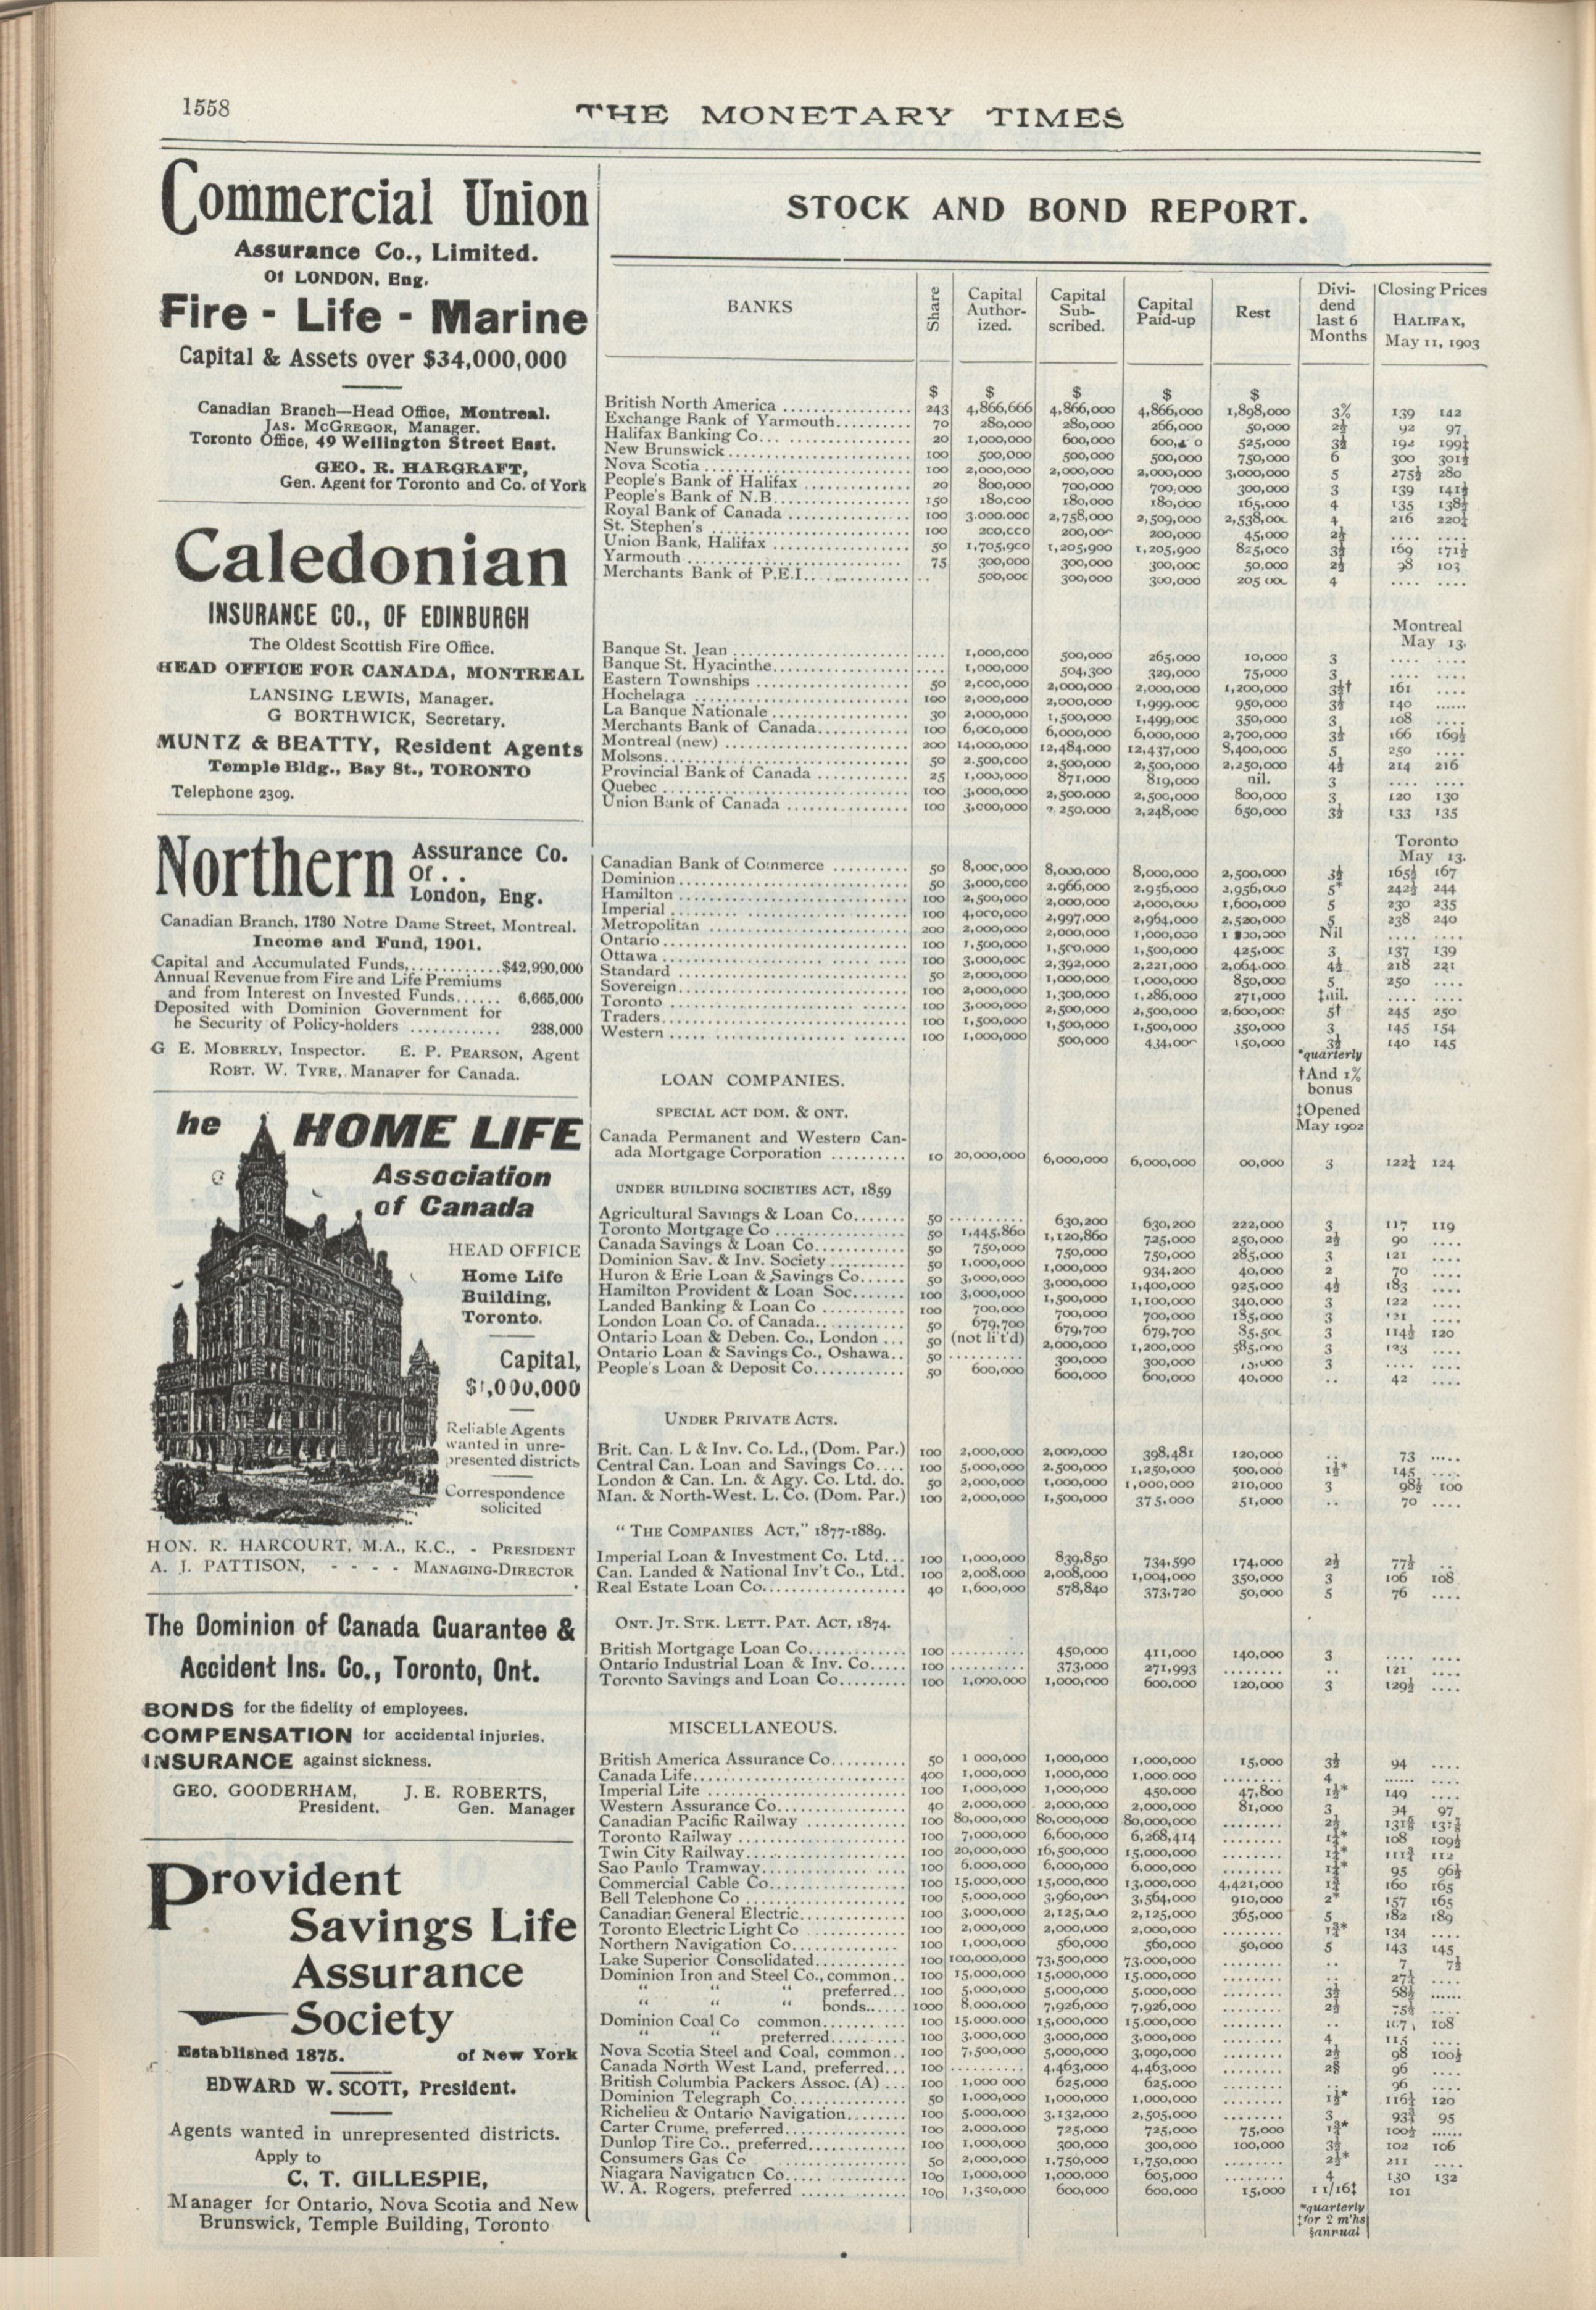 1558
THE MONETARY TIMES
Commercial Union
Assurance Co., Limited.
Of LONDON, Eng.
Fire - Life - Marine
Capital & Assets over $34,000,000
Canadian Branch—Head Office, Montreal.
JAS. MCGREGOR, Manager.
Toronto Office, 49 Wellington Street East.
GEO. R. HARGRAFT,
Gen. Agent for Toronto and Co. of York
Caledonian
INSURANCE CO., OF EDINBURGH
The Oldest Scottish Fire Office.
HEAD OFFICE FOR CANADA, MONTREAL
LANSING LEWIS, Manager.
G BORTHWICK, Secretary.
MUNTZ & BEATTY, Resident Agents
Temple Bldg., Bay St., TORONTO
Telephone 2309.
Northern Assurance Co.
Of . .
London, Eng.
Canadian Branch, 1730 Notre Dame Street, Montreal.
Income and Fund, 1901.
Capital and Accumulated Funds,............$42,990,000
Annual Revenue from Fire and Life Premiums
and from Interest on Invested Funds...... 6,665,000
Deposited with Dominion Government for
he Security of Policy-holders ............ 238,000
G E. MOBERLY, Inspector. E. P. PEARSON, Agent
ROBT. W. TYRE, Manager for Canada.
he HOME LIFE
Association
of Canada
HEAD OFFICE
Home Life
Building,
Toronto.
Capital,
$1,000,000
Reliable Agents
wanted in unre-
presented districts
Correspondence
solicited
HON. R. HARCOURT, M.A., K.C., - PRESIDENT
A. J. PATTISON, - - - - MANAGING-DIRECTOR
The Dominion of Canada Guarantee &
Accident Ins. Co., Toronto, Ont.
BONDS for the fidelity of employees.
COMPENSATION for accidental injuries.
INSURANCE against sickness.
GEO. GOODERHAM, J. E. ROBERTS,
President. Gen. Manager
Provident
Savings Life
Assurance
Society
Established 1875. of New York
EDWARD W. SCOTT, President.
Agents wanted in unrepresented districts.
Apply to
C. T. GILLESPIE,
Manager for Ontario, Nova Scotia and New
Brunswick, Temple Building, Toronto
STOCK AND BOND REPORT.
BANKS Share Capital Author-ized. Capital Sub-scribed. Capital Paid-up Rest Divi-dend last 6 Months Closing Prices HALIFAX, May 11, 1903
$ $ $ $ $
British North America 243 4,866,666 4,866,000 4,866,000 1,898,000 3% 139 142
Exchange Bank of Yarmouth 70 280,000 280,000 266,000 50,000 2½ 92 97
Halifax Banking Co. 20 1,000,000 600,000 525,000 3½ 192 199¼
New Brunswick 100 500,000 500,000 500,000 750,000 6 300 301½
Nova Scotia 100 2,000,000 2,000,000 2,000,000 3,000,000 5 275½ 280
People's Bank of Halifax 20 800,000 700,000 700,000 300,000 3 139 141½
People's Bank of N.B. 150 180,000 180,000 180,000 165,000 4 135 138½
Royal Bank of Canada 100 3,000,000 2,758,000 2,509,000 2,538,000 4 216 220¼
St. Stephen's 100 200,000 200,000 200,000 45,000 2½ .... ....
Union Bank, Halifax 50 1,705,900 1,205,900 1,205,900 825,000 3½ 169 171½
Yarmouth 75 300,000 300,000 300,000 50,000 2½ 98 103
Merchants Bank of P.E.I. .. 500,000 300,000 300,000 205 4 .... ....
Montreal
May 13.
Banque St. Jean .... 1,000,000 500,000 265,000 10,000 3 .... ....
Banque St. Hyacinthe .... 1,000,000 504,300 329,000 75,000 3 .... ....
Eastern Townships 50 2,000,000 2,000,000 2,000,000 1,200,000 3½† 161 ....
Hochelaga 100 2,000,000 2,000,000 1,999,000 950,000 3½ 140 ......
La Banque Nationale 30 2,000,000 1,500,000 1,499,000 350,000 3 108 ....
Merchants Bank of Canada 100 6,000,000 6,000,000 6,000,000 2,700,000 3½ 166 169½
Montreal (new) 200 14,000,000 12,484,000 12,437,000 8,400,000 5 250 ....
Molsons 50 2,500,000 2,500,000 2,500,000 2,250,000 4½ 214 216
Provincial Bank of Canada 25 1,000,000 871,000 819,000 nil. 3 .... ....
Quebec 100 3,000,000 2,500,000 2,500,000 800,000 3 120 130
Union Bank of Canada 100 3,000,000 250,000 2,248,000 650,000 3½ 133 135
Toronto
May 13.
Canadian Bank of Commerce 50 8,000,000 8,000,000 8,000,000 2,500,000 3½ 165½ 167
Dominion 50 3,000,000 2,966,000 2,956,000 2,956,000 5* 242½ 244
Hamilton 100 2,500,000 2,000,000 2,000,000 1,600,000 5 230 235
Imperial 100 4,000,000 2,997,000 2,964,000 2,520,000 5 238 240
Metropolitan 200 2,000,000 2,000,000 1,000,000 Nil .... ....
Ontario 100 1,500,000 1,500,000 1,500,000 425,000 3 137 139
Ottawa 100 3,000,000 2,392,000 2,221,000 2,064,000 4½ 218 221
Standard 50 2,000,000 1,000,000 1,000,000 850,000 5 250 ....
Sovereign 100 2,000,000 1,300,000 1,286,000 271,000 ‡nil. .... ....
Toronto 100 3,000,000 2,500,000 2,500,000 2,600,000 5† 245 250
Traders 100 1,500,000 1,500,000 1,500,000 350,000 3 145 154
Western 100 1,000,000 500,000 434,000 150,000 3½ 140 145
*quarterly
†And 1%
bonus
‡Opened
May 1902
LOAN COMPANIES.
SPECIAL ACT DOM. & ONT.
Canada Permanent and Western Can-
ada Mortgage Corporation 10 20,000,000 6,000,000 6,000,000 00,000 3 122¼ 124
UNDER BUILDING SOCIETIES ACT, 1859
Agricultural Savings & Loan Co. 50 .......... 630,200 630,200 222,000 3 117 119
Toronto Mortgage Co 50 1,445,860 1,120,860 725,000 250,000 2½ 90 ....
Canada Savings & Loan Co. 50 750,000 750,000 750,000 285,000 3 121 ....
Dominion Sav. & Inv. Society 50 1,000,000 1,000,000 934,200 40,000 2 70 ....
Huron & Erie Loan & Savings Co. 50 3,000,000 3,000,000 1,400,000 925,000 4½ 183 ....
Hamilton Provident & Loan Soc. 100 3,000,000 1,500,000 1,100,000 340,000 3 122 ....
Landed Banking & Loan Co 100 700,000 700,000 700,000 185,000 3 ....
London Loan Co. of Canada 50 679,700 679,700 679,700 85,500 3 114½ 120
Ontario Loan & Deben. Co., London 50 (not li't'd) 2,000,000 1,200,000 585,000 3 123 ....
Ontario Loan & Savings Co., Oshawa 50 .......... 300,000 300,000 3 .... ....
People's Loan & Deposit Co. 50 600,000 600,000 600,000 40,000 .. 42 ....
UNDER PRIVATE ACTS.
Brit. Can. L & Inv. Co. Ld., (Dom. Par.) 100 2,000,000 2,000,000 398,481 120,000 .. 73 .....
Central Can. Loan and Savings Co. 100 5,000,000 2,500,000 1,250,000 500,000 1½* 145 ....
London & Can. Ln. & Agy. Co. Ltd. do. 50 2,000,000 1,000,000 1,000,000 210,000 3 98½ 100
Man. & North-West. L. Co. (Dom. Par.) 100 2,000,000 1,500,000 375,000 51,000 .. 70 ....
"THE COMPANIES ACT," 1877-1889.
Imperial Loan & Investment Co. Ltd. 100 1,000,000 839,850 734,590 174,000 2½ 77½ ..
Can. Landed & National Inv't Co., Ltd. 100 2,008,000 2,008,000 1,004,000 350,000 3 106 108
Real Estate Loan Co. 40 1,600,000 578,840 373,720 50,000 5 76 ....
ONT. JT. STK. LETT. PAT. ACT, 1874.
British Mortgage Loan Co. 100 .......... 450,000 411,000 140,000 3 .... ....
Ontario Industrial Loan & Inv. Co. 100 .......... 373,000 271,993 ........ .. 121 ....
Toronto Savings and Loan Co. 100 1,000,000 1,000,000 600,000 120,000 3 129½ ....
MISCELLANEOUS.
British America Assurance Co. 50 1 000,000 1,000,000 1,000,000 15,000 3½ 94 ....
Canada Life 400 1,000,000 1,000,000 1,000,000 ........ 4 ...... ....
Imperial Life 100 1,000,000 1,000,000 450,000 47,800 1½* 149 ....
Western Assurance Co. 40 2,000,000 2,000,000 2,000,000 81,000 3 94 97
Canadian Pacific Railway 100 80,000,000 80,000,000 80,000,000 ........ 2½
Toronto Railway 100 7,000,000 6,600,000 6,268,414 ........ 1¼* 108 109½
Twin City Railway 100 20,000,000 16,500,000 15,000,000 ........ 1¼* 111¾ 112
Sao Paulo Tramway 100 6,000,000 6,000,000 6,000,000 ........ 1¼* 95 96½
Commercial Cable Co. 100 15,000,000 15,000,000 13,000,000 4,421,000 1¾ 160 165
Bell Telephone Co 100 5,000,000 3,960,000 3,564,000 910,000 2* 157 165
Canadian General Electric 100 3,000,000 2,125,000 2,125,000 365,000 5 182 189
Toronto Electric Light Co 100 2,000,000 2,000,000 2,000,000 ........ 1¾* 134 ....
Northern Navigation Co. 100 1,000,000 560,000 560,000 50,000 5 143 145
Lake Superior Consolidated 100 100,000,000 73,500,000 73,000,000 ........ .. 7 7½
Dominion Iron and Steel Co., common 100 15,000,000 15,000,000 15,000,000 ........ .. 27¼ ....
" " " preferred 100 5,000,000 5,000,000 5,000,000 ........ 3½ 58½ ......
" " " bonds 1000 8,000,000 7,926,000 7,926,000 ........ 2½ 75½ ....
Dominion Coal Co common 100 15,000,000 15,000,000 15,000,000 ........ .. 107 108
" " preferred 100 3,000,000 3,000,000 3,000,000 ........ 4 115 ....
Nova Scotia Steel and Coal, common 100 7,500,000 5,000,000 3,090,000 ........ 2½ 98 100½
Canada North West Land, preferred 100 .......... 4,463,000 4,463,000 ........ 2§ 96 ....
British Columbia Packers Assoc. (A) 100 1,000 000 625,000 625,000 ........ .. 96 ....
Dominion Telegraph Co. 50 1,000,000 1,000,000 1,000,000 ........ 1½* 116½ 120
Richelieu & Ontario Navigation 100 5,000,000 3,132,000 2,505,000 ........ 3 93¾ 95
Carter Crume, preferred 100 2,000,000 725,000 725,000 75,000 1¾* 100½ ......
Dunlop Tire Co., preferred 100 1,000,000 300,000 300,000 100,000 3½ 102 106
Consumers Gas Co 50 2,000,000 1,750,000 1,750,000 ........ 2½* 211 ....
Niagara Navigation Co. 100 1,000,000 1,000,000 605,000 ........ 4 130 132
W. A. Rogers, preferred 100 1,350,000 600,000 600,000 15,000 1 1/16‡ 101
*quarterly
‡for 2 m'hs
§annual